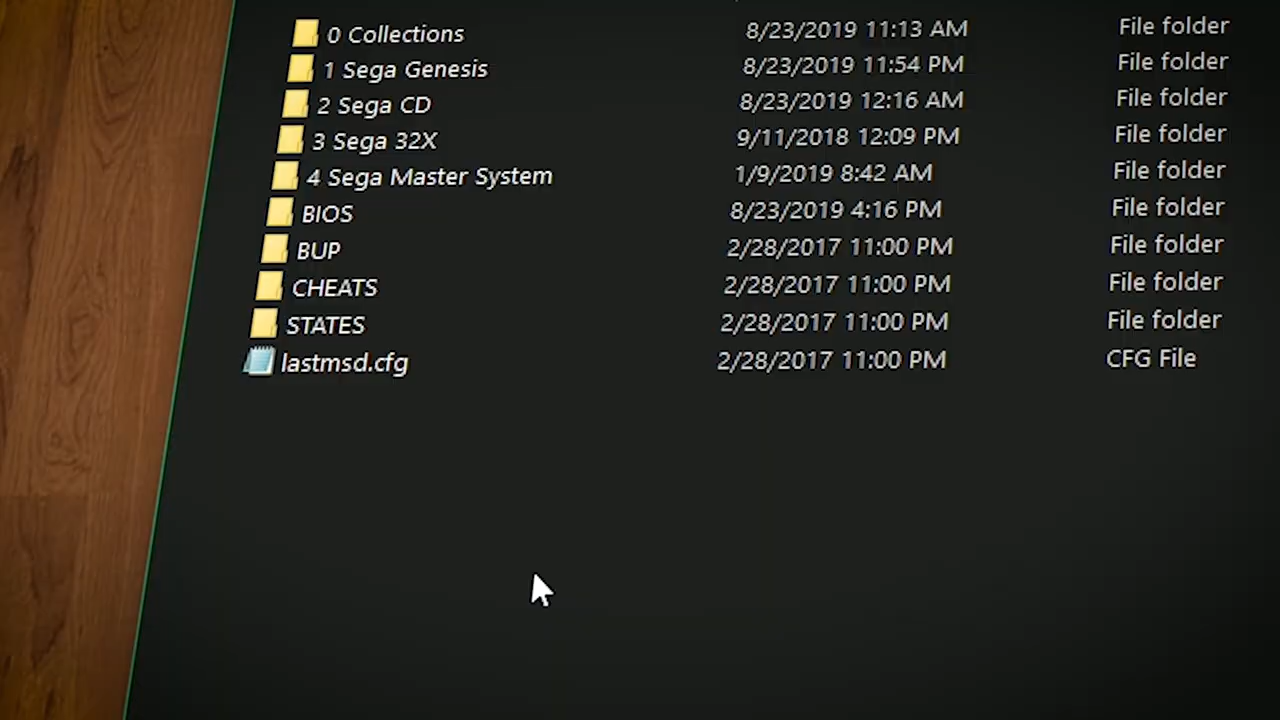 0 Collections 8/23/2019 11:13 AM File folder
1 Sega Genesis 8/23/2019 11:54 PM File folder
2 Sega CD 8/23/2019 12:16 AM File folder
3 Sega 32X 9/11/2018 12:09 PM File folder
4 Sega Master System 1/9/2019 8:42 AM File folder
BIOS 8/23/2019 4:16 PM File folder
BUP 2/28/2017 11:00 PM File folder
CHEATS 2/28/2017 11:00 PM File folder
STATES 2/28/2017 11:00 PM File folder
lastmsd.cfg 2/28/2017 11:00 PM CFG File